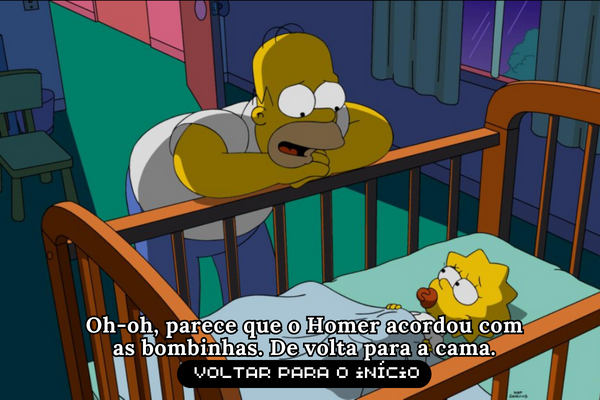 Oh-oh, parece que o Homer acordou com
as bombinhas. De volta para a cama.
VOLTAR PARA O INÍCIO